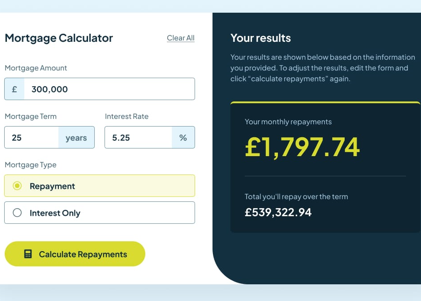 Mortgage Calculator
Clear All
Mortgage Amount
£ 300,000
Mortgage Term
Interest Rate
25 years
5.25 %
Mortgage Type
Repayment
Interest Only
Calculate Repayments
Your results
Your results are shown below based on the information
you provided. To adjust the results, edit the form and
click “calculate repayments” again.
Your monthly repayments
£1,797.74
Total you'll repay over the term
£539,322.94